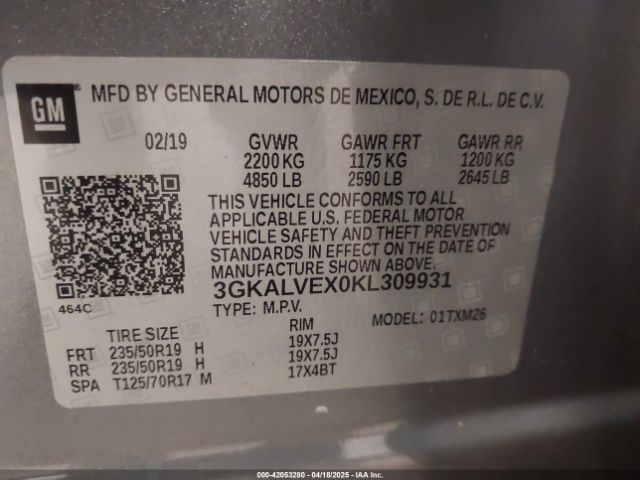 GM
MFD BY GENERAL MOTORS DE MEXICO, S. DE R.L. DE C.V.
02/19 GVWR GAWR FRT GAWR RR
2200 KG 1175 KG 1200 KG
4850 LB 2590 LB 2645 LB
THIS VEHICLE CONFORMS TO ALL
APPLICABLE U.S. FEDERAL MOTOR
VEHICLE SAFETY AND THEFT PREVENTION
STANDARDS IN EFFECT ON THE DATE OF
MANUFACTURE SHOWN ABOVE.
3GKALVEX0KL309931
464C
TYPE: M.P.V. MODEL: 01TXM26
TIRE SIZE RIM
FRT 235/50R19 H 19X7.5J
RR 235/50R19 H 19X7.5J
SPA T125/70R17 M 17X4BT
000-42053280 - 04/18/2025 - IAA Inc.